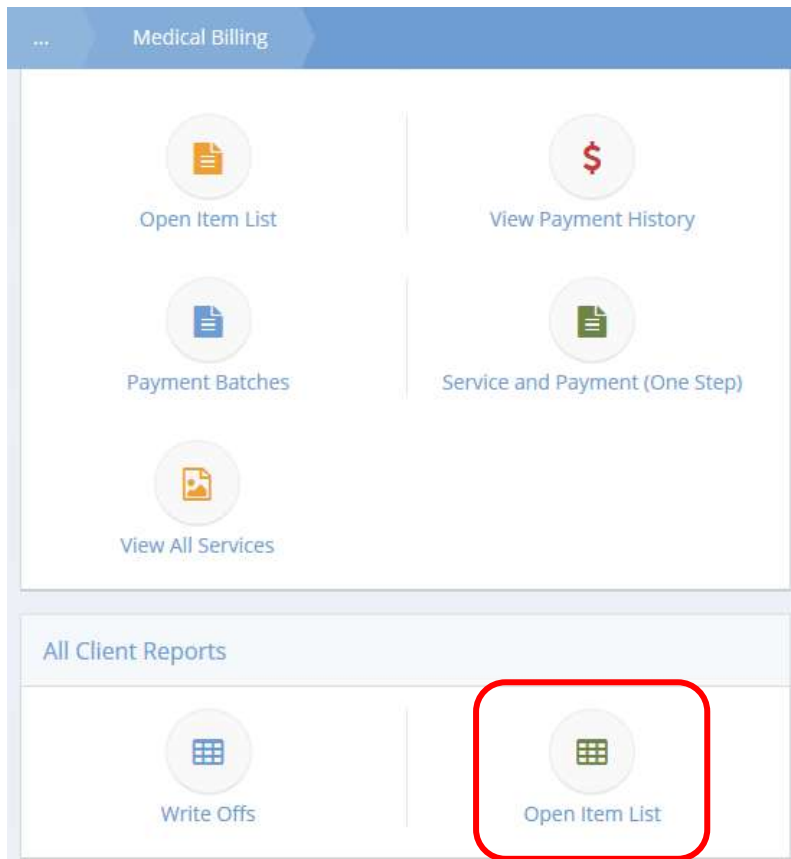 ... Medical Billing
Open Item List
View Payment History
Payment Batches
Service and Payment (One Step)
View All Services
All Client Reports
Write Offs
Open Item List